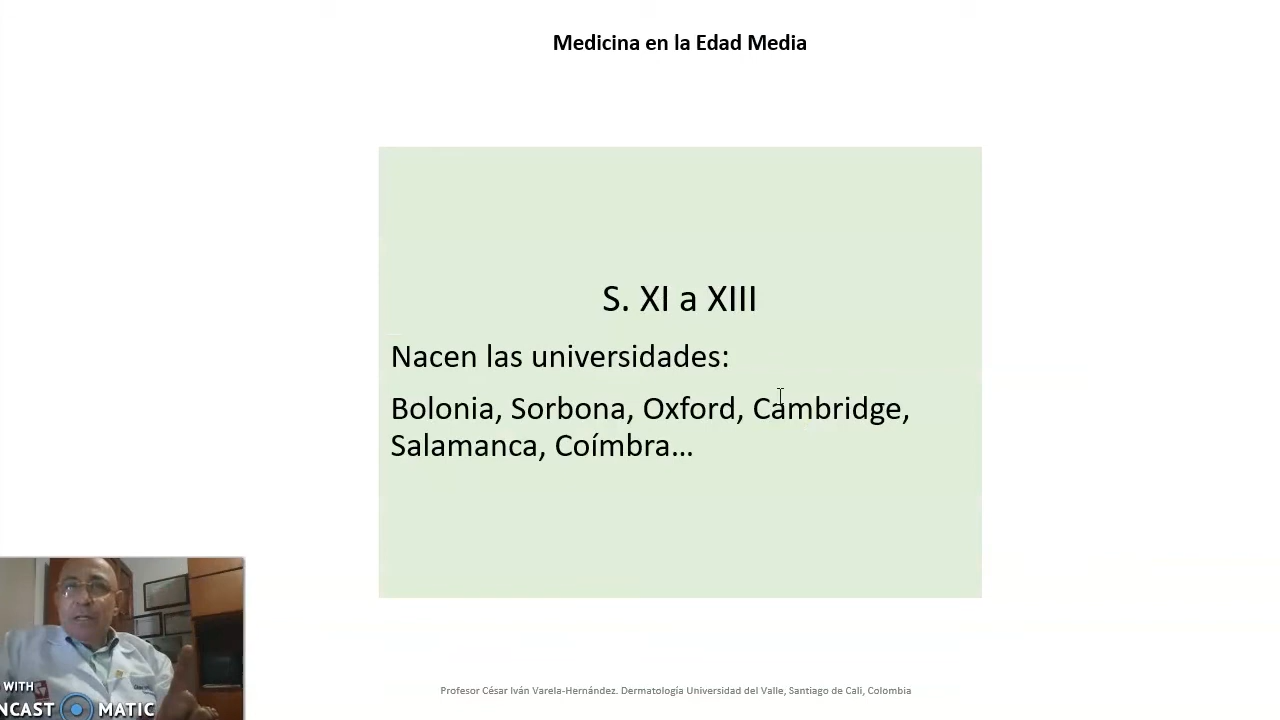 Medicina en la Edad Media
S. XI a XIII
Nacen las universidades:
Bolonia, Sorbona, Oxford, Cambridge,
Salamanca, Coímbra…
WITH
NCAST MATIC
Profesor César Iván Varela-Hernández. Dermatología Universidad del Valle, Santiago de Cali, Colombia